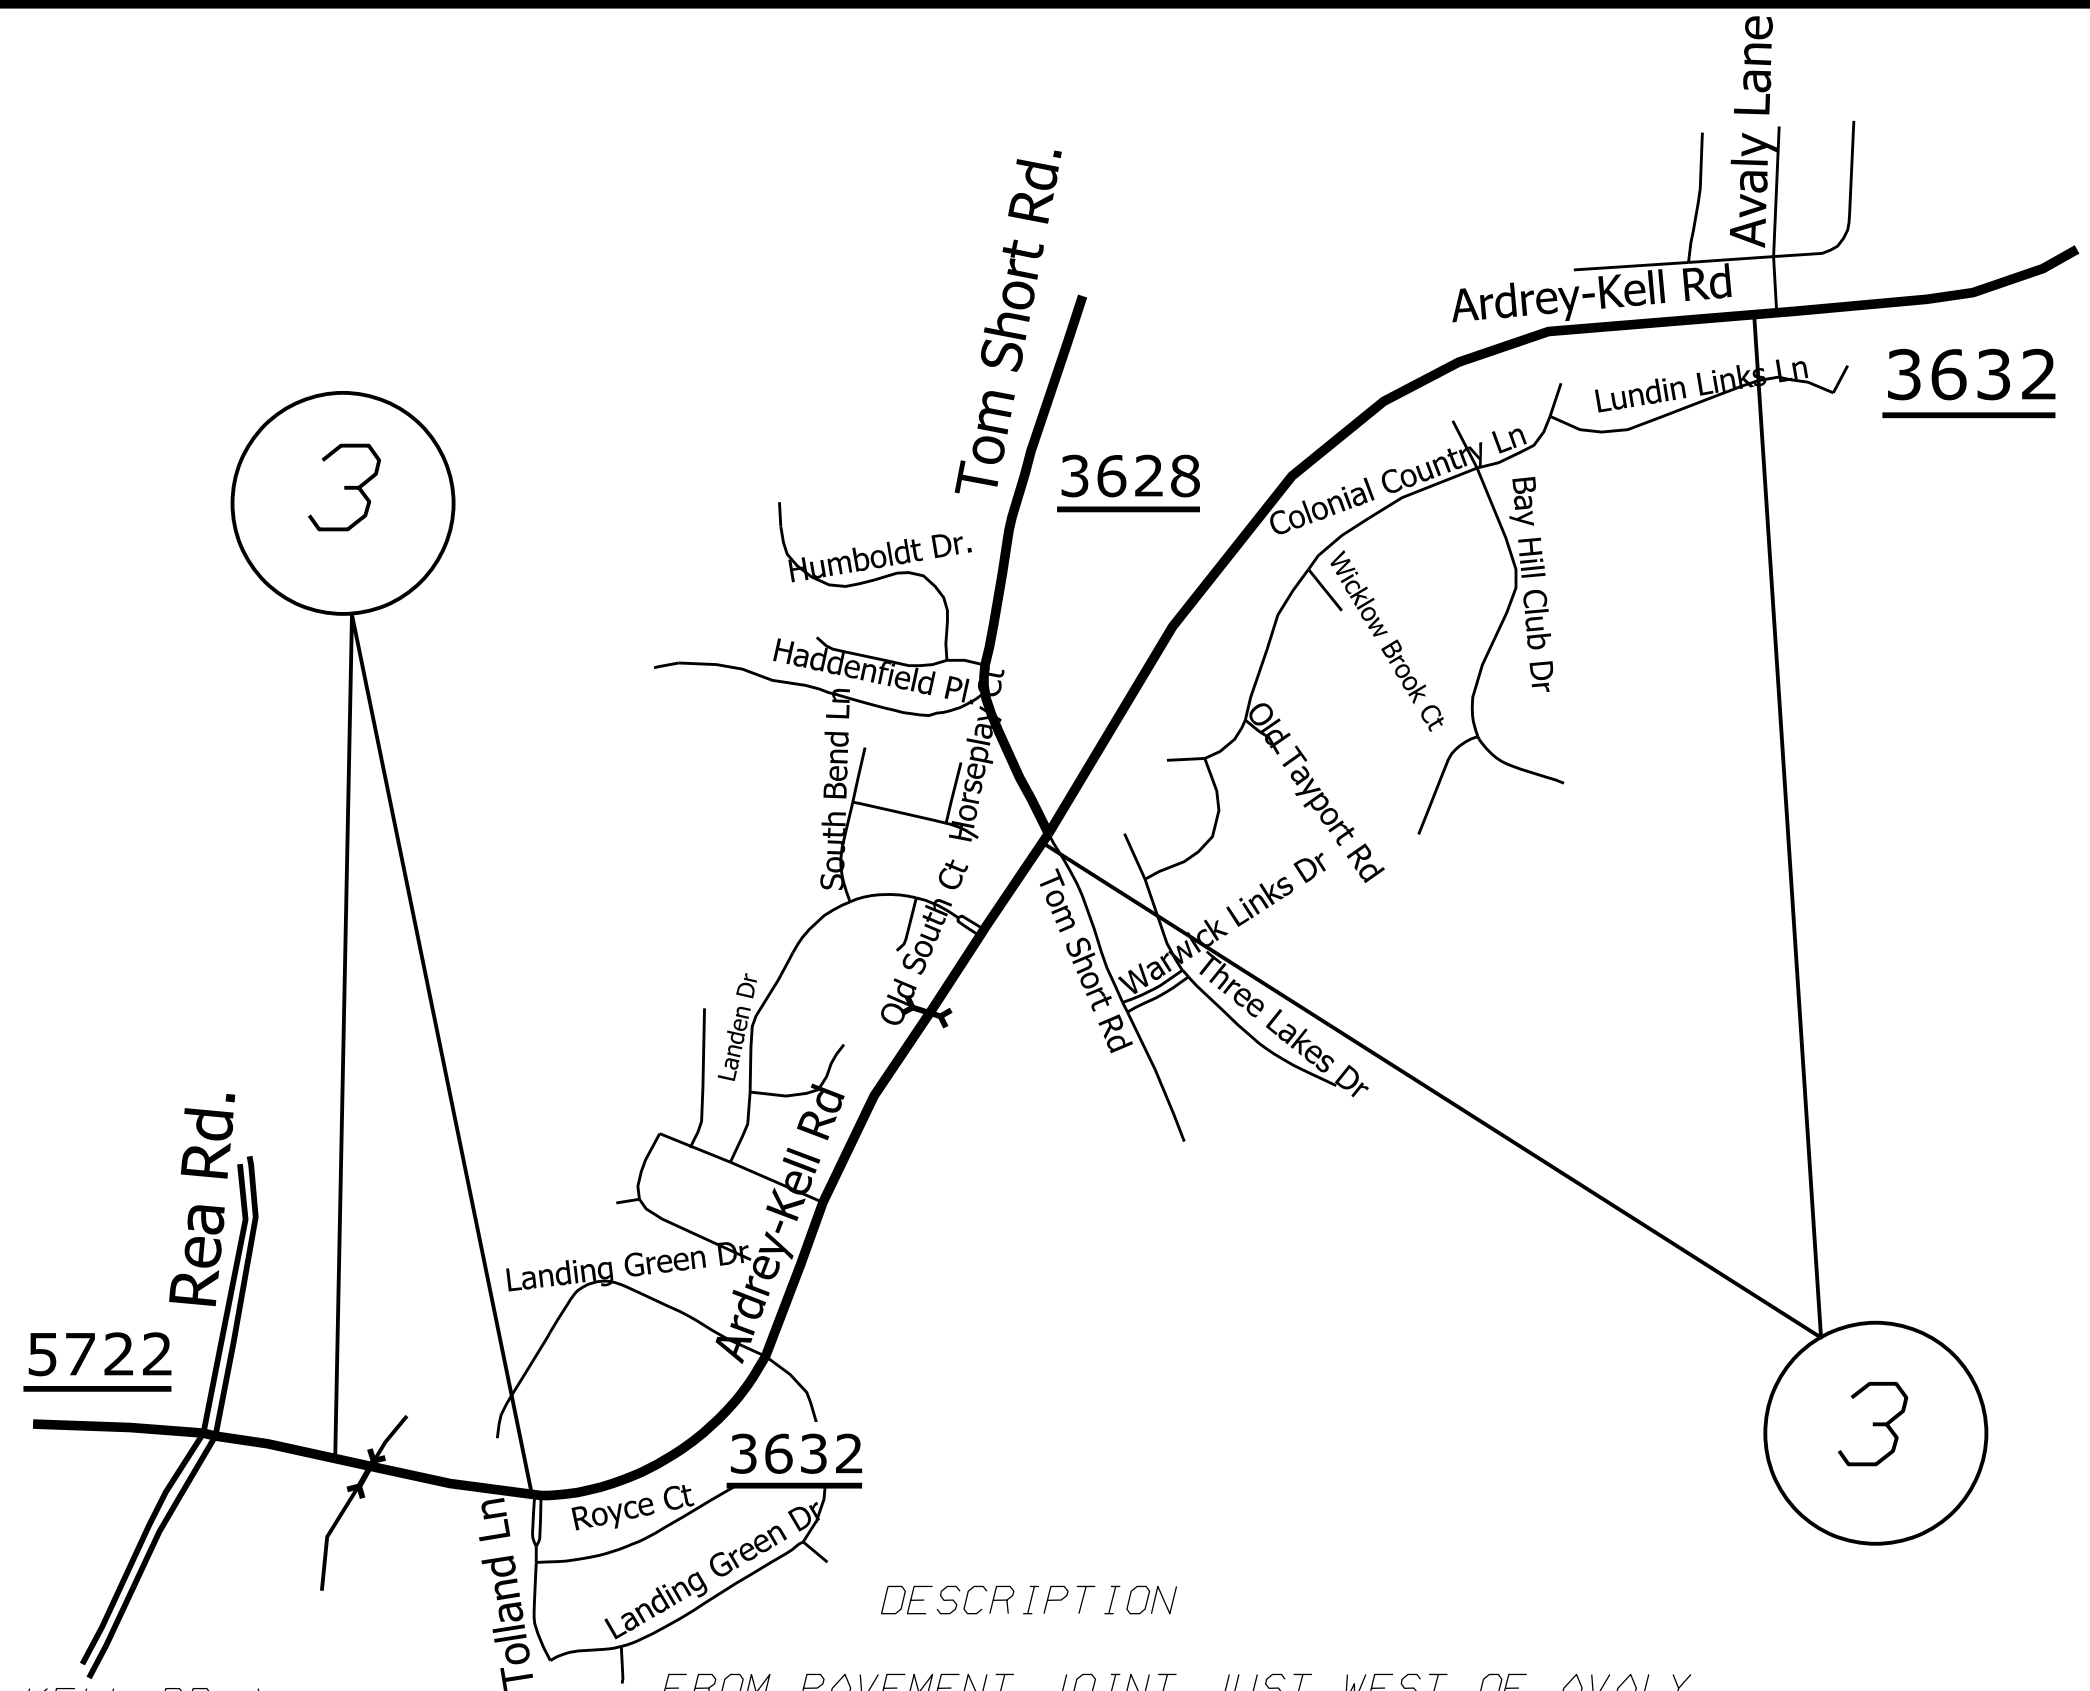 Avaly Lane
Tom Short Rd.
Ardrey-Kell Rd
3632
Lundin Links Ln
3
3628
Colonial Country Ln
Bay Hill Club Dr
Humboldt Dr.
Wicklow Brook Ct
Haddenfield Pl
Horseplay Ct
South Bend Ln
Old Tayport Rd
Old South Ct
Tom Short Rd
Warwick Links Dr
Three Lakes Dr
Landen Dr
Rea Rd.
Ardrey-Kell Rd
Landing Green Dr
5722
3632
3
Royce Ct
Tolland Ln
Landing Green Dr
DESCRIPTION
FROM PAVEMENT JOINT JUST WEST OF AVALY